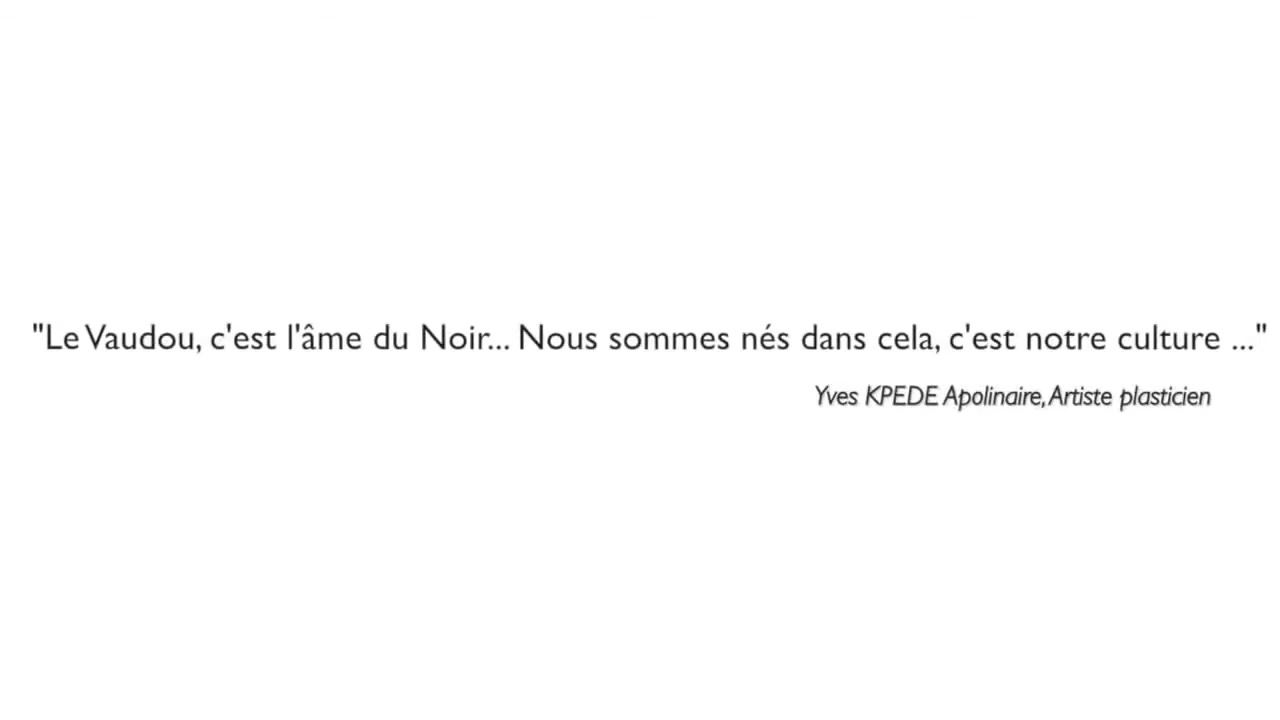 "Le Vaudou, c'est l'âme du Noir... Nous sommes nés dans cela, c'est notre culture ..."
Yves KPEDE Apolinaire, Artiste plasticien